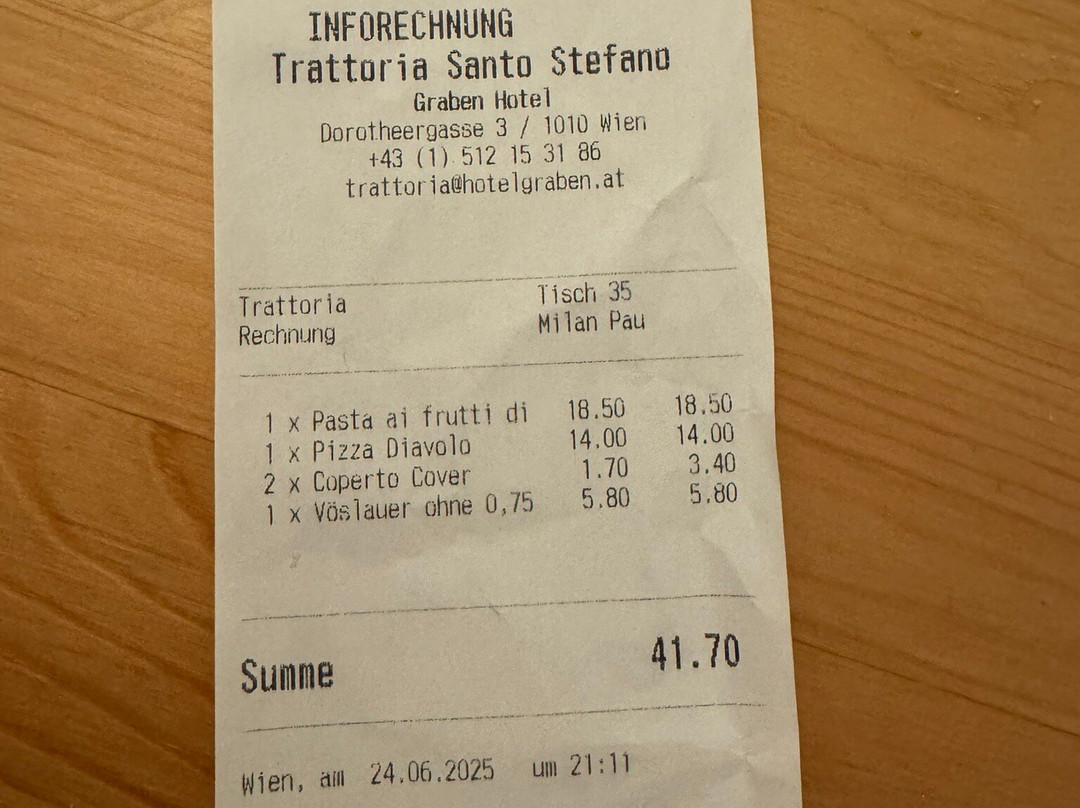 INFORECHNUNG
Trattoria Santo Stefano
Graben Hotel
Dorotheergasse 3 / 1010 Wien
+43 (1) 512 15 31 86
trattoria@hotelgraben.at
Trattoria Tisch 35
Rechnung Milan Pau
1 x Pasta ai frutti di 18.50 18.50
1 x Pizza Diavolo 14.00 14.00
2 x Coperto Cover 1.70 3.40
1 x Vöslauer ohne 0,75 5.80 5.80
Summe 41.70
Wien, am 24.06.2025 um 21:11